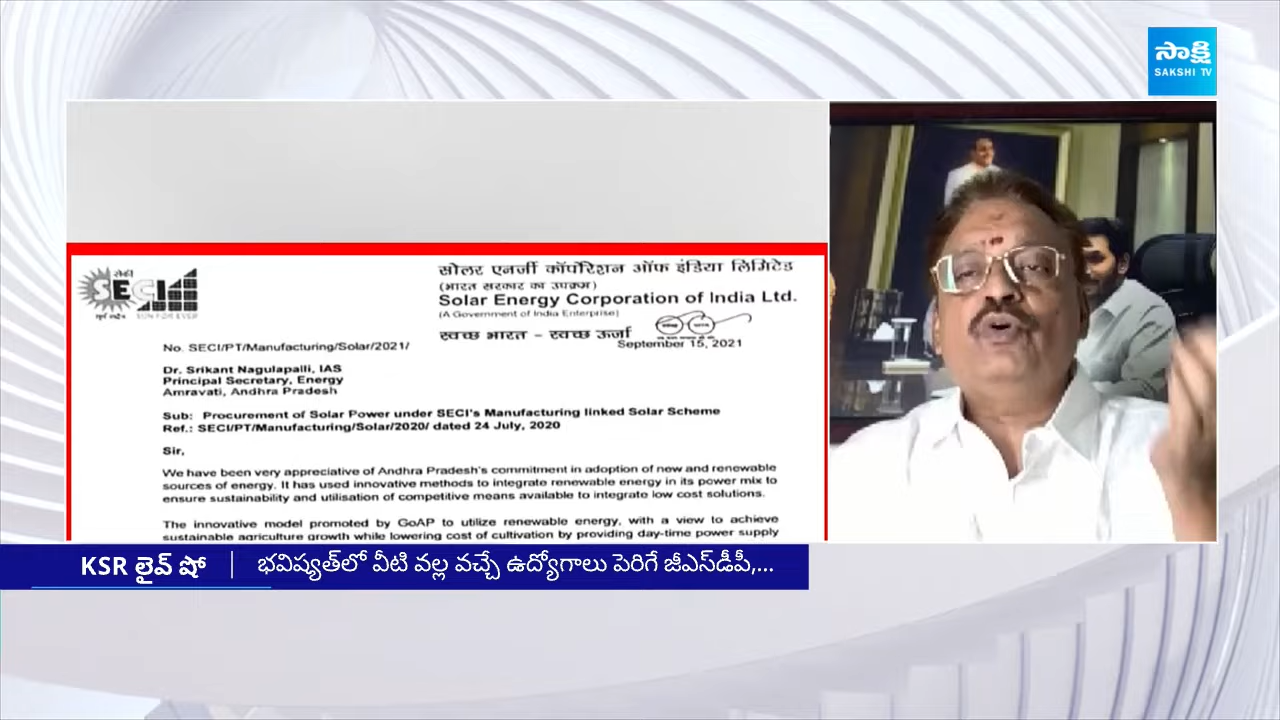 సాక్షి
SAKSHI TV
सेकी
SECI
सूर्य सदैव
SUN FOR EVER
सोलर एनर्जी कॉर्पोरेशन ऑफ इंडिया लिमिटेड
(भारत सरकार का उपक्रम)
Solar Energy Corporation of India Ltd.
(A Government of India Enterprise)
स्वच्छ भारत - स्वच्छ ऊर्जा
No. SECI/PT/Manufacturing/Solar/2021/
September 15, 2021
Dr. Srikant Nagulapalli, IAS
Principal Secretary, Energy
Amravati, Andhra Pradesh
Sub: Procurement of Solar Power under SECI's Manufacturing linked Solar Scheme
Ref.: SECI/PT/Manufacturing/Solar/2020/ dated 24 July, 2020
Sir,
We have been very appreciative of Andhra Pradesh's commitment in adoption of new and renewable
sources of energy. It has used innovative methods to integrate renewable energy in its power mix to
ensure sustainability and utilisation of competitive means available to integrate low cost solutions.
The innovative model promoted by GoAP to utilize renewable energy, with a view to achieve
sustainable agriculture growth while lowering cost of cultivation by providing day-time power supply
KSR లైవ్ షో
భవిష్యత్‌లో వీటి వల్ల వచ్చే ఉద్యోగాలు పెరిగే జీఎస్‌డీపీ,...